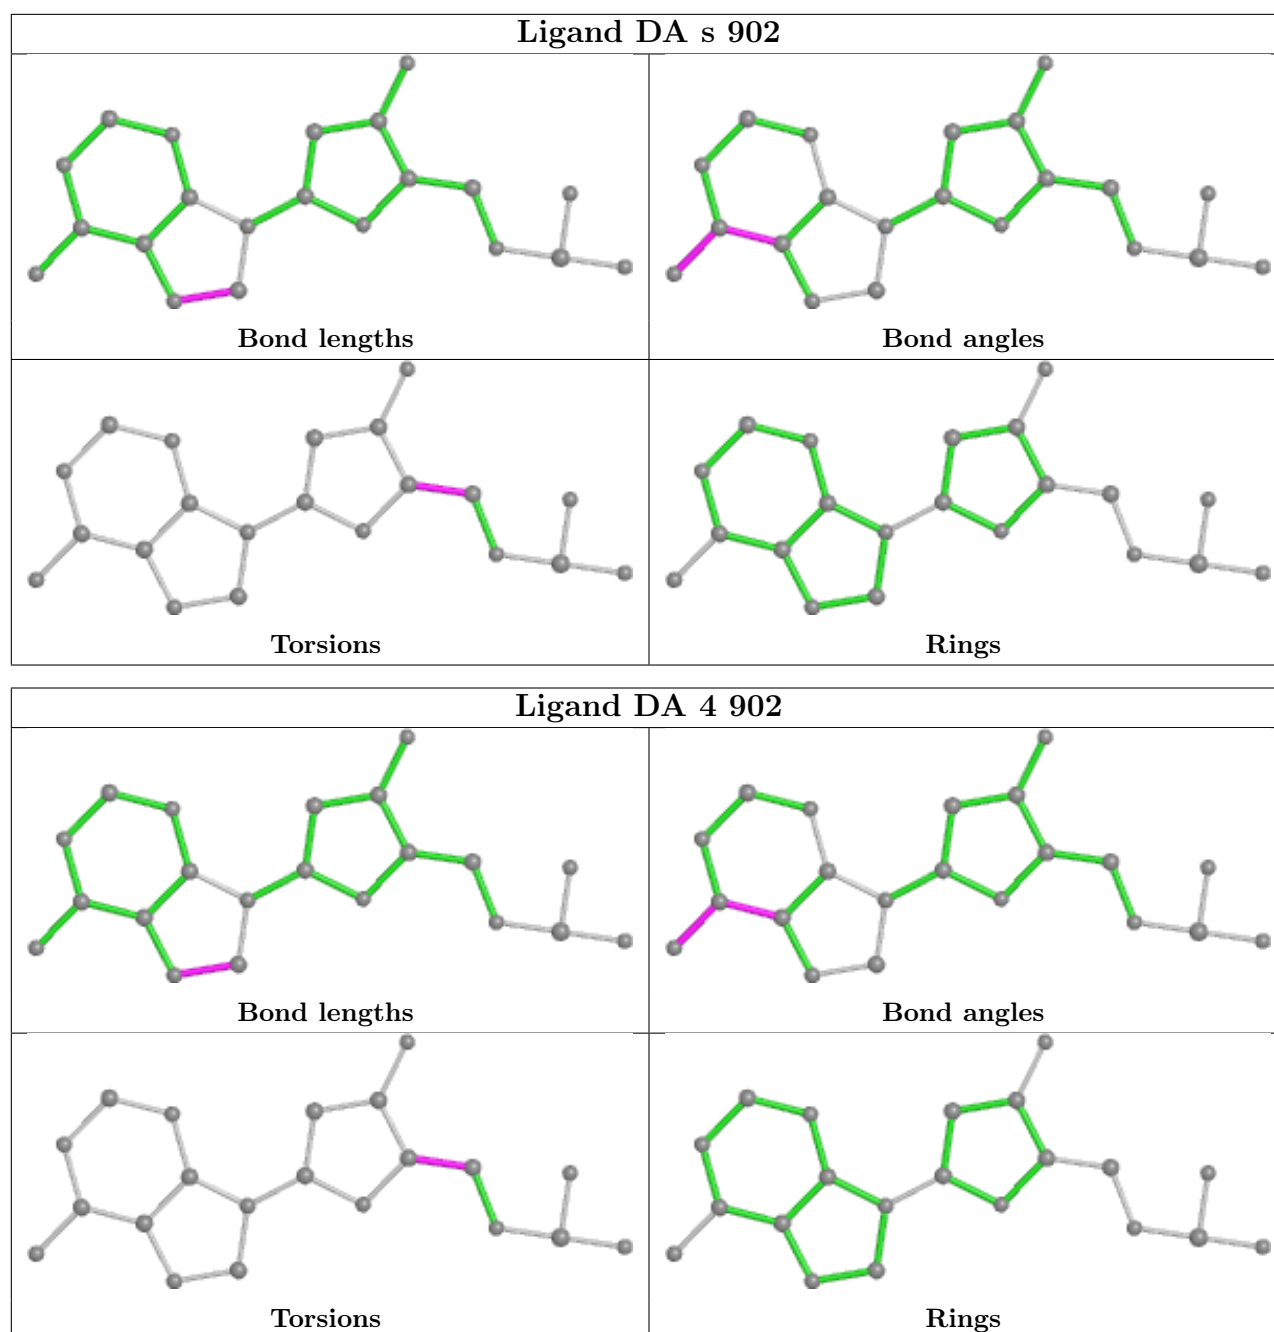 Ligand DA s 902
Bond lengths
Bond angles
Torsions
Rings
Ligand DA 4 902
Bond lengths
Bond angles
Torsions
Rings